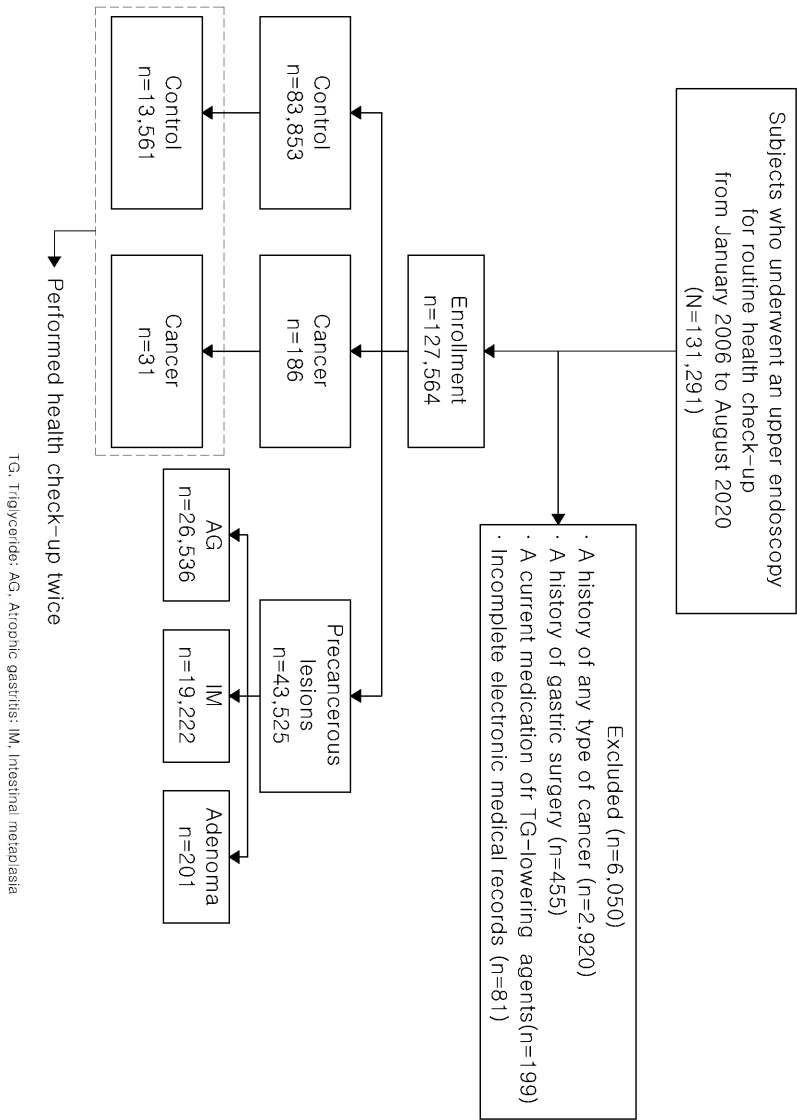 Subjects who underwent an upper endoscopy
for routine health check-up
from January 2006 to August 2020
(N=131,291)
Excluded (n=6,050)
· A history of any type of cancer (n=2,920)
· A history of gastric surgery (n=455)
· A current medication ofr TG-lowering agents(n=199)
· Incomplete electronic medical records (n=81)
Enrollment
n=127,564
Control
n=83,853
Cancer
n=186
Precancerous
lesions
n=43,525
Control
n=13,561
Cancer
n=31
AG
n=26,536
IM
n=19,222
Adenoma
n=201
Performed health check-up twice
TG, Triglyceride; AG, Atrophic gastritis; IM, Intestinal metaplasia